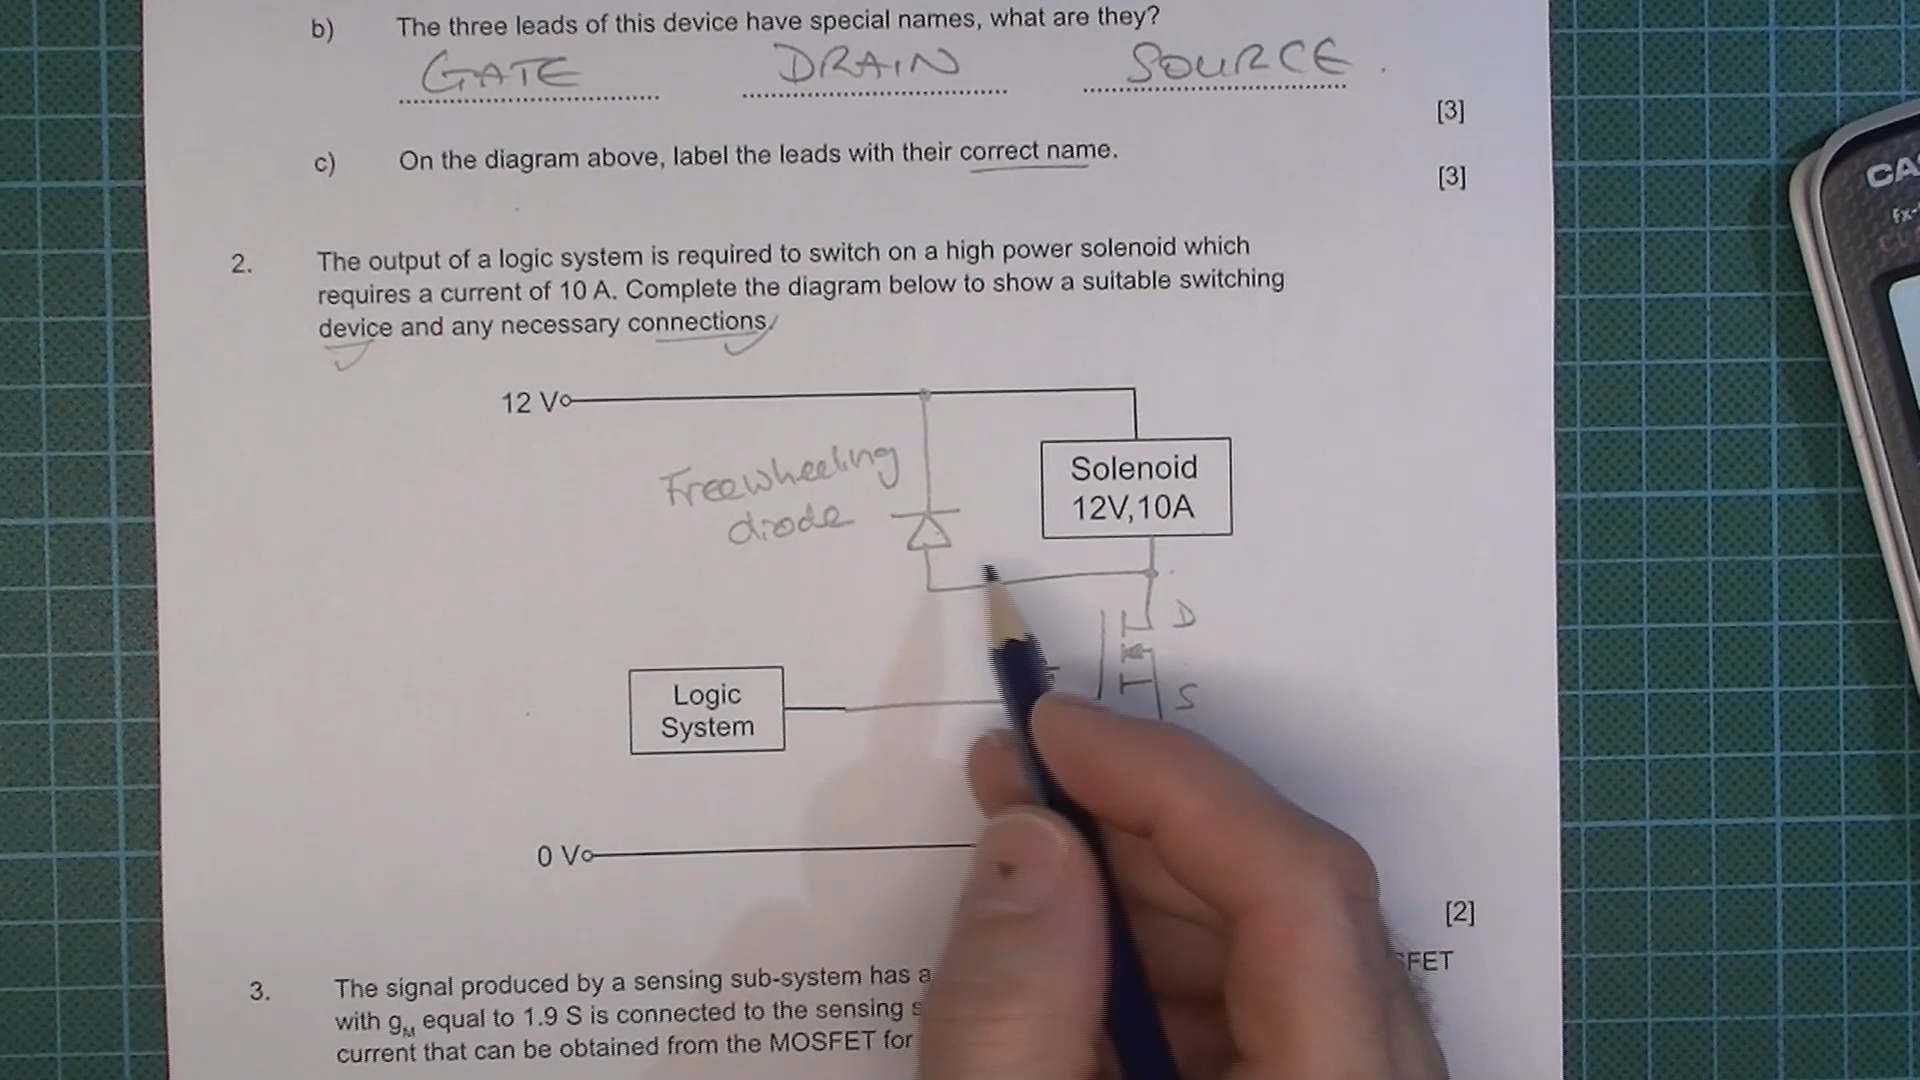 b) The three leads of this device have special names, what are they?
GATE DRAIN SOURCE
[3]
c) On the diagram above, label the leads with their correct name.
[3]
2. The output of a logic system is required to switch on a high power solenoid which
requires a current of 10 A. Complete the diagram below to show a suitable switching
device and any necessary connections
12 V
Freewheeling
diode
Solenoid
12V,10A
D
S
Logic
System
0 V
[2]
3. The signal produced by a sensing sub-system has a
with gM equal to 1.9 S is connected to the sensing
current that can be obtained from the MOSFET for